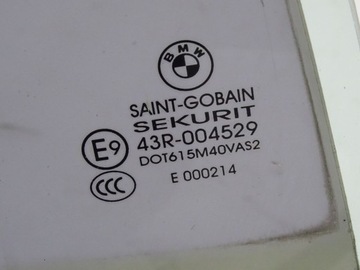 BMW
SAINT-GOBAIN
SEKURIT
E9 43R-004529
DOT615M40VAS2
CCC E 000214